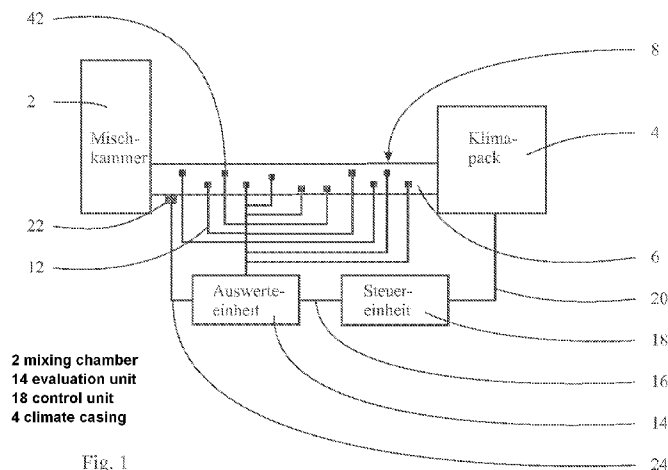 42
2
Misch-
kammer
8
Klima-
pack
4
22
12
6
Auswerte-
einheit
Steuer-
einheit
20
18
2 mixing chamber
14 evaluation unit
18 control unit
4 climate casing
16
14
Fig. 1
24